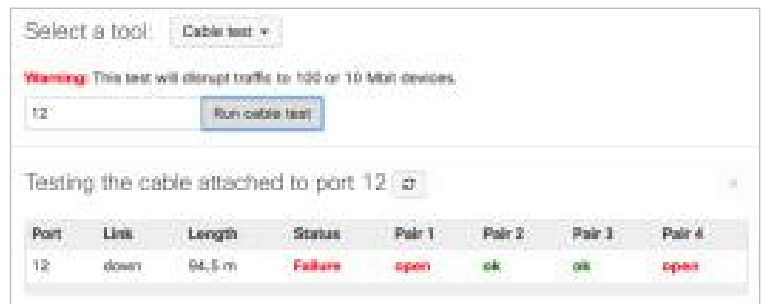 Select a tool: Cable test
Warning: This test will disrupt traffic to 100 or 10 Mbit devices.
12 Run cable test
Testing the cable attached to port 12
Port Link Length Status Pair 1 Pair 2 Pair 3 Pair 4
12 down 94.5 m Failure open ok ok open